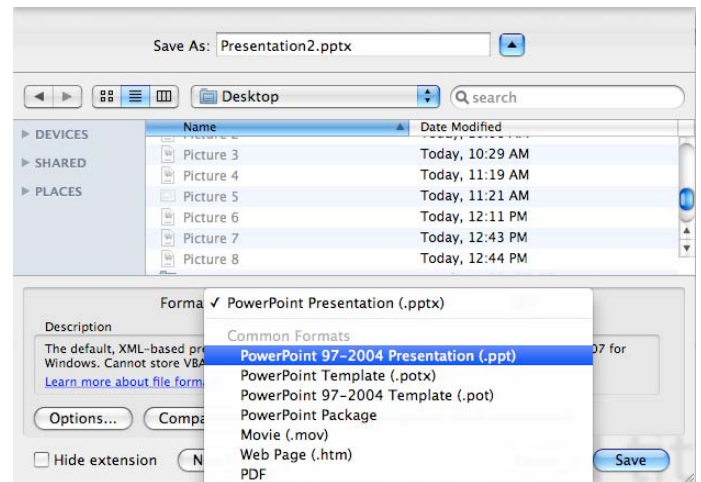 Save As: Presentation2.pptx
Desktop
search
Name Date Modified
DEVICES
Picture 3 Today, 10:29 AM
SHARED
Picture 4 Today, 11:19 AM
PLACES
Picture 5 Today, 11:21 AM
Picture 6 Today, 12:11 PM
Picture 7 Today, 12:43 PM
Picture 8 Today, 12:44 PM
✓ PowerPoint Presentation (.pptx)
Description
Common Formats
The default, XML-based
07 for
PowerPoint 97-2004 Presentation (.ppt)
Windows. Cannot store VBA
PowerPoint Template (.potx)
Learn more about file
PowerPoint 97-2004 Template (.pot)
Options...
PowerPoint Package
Movie (.mov)
Hide extension
Web Page (.htm)
Save
PDF